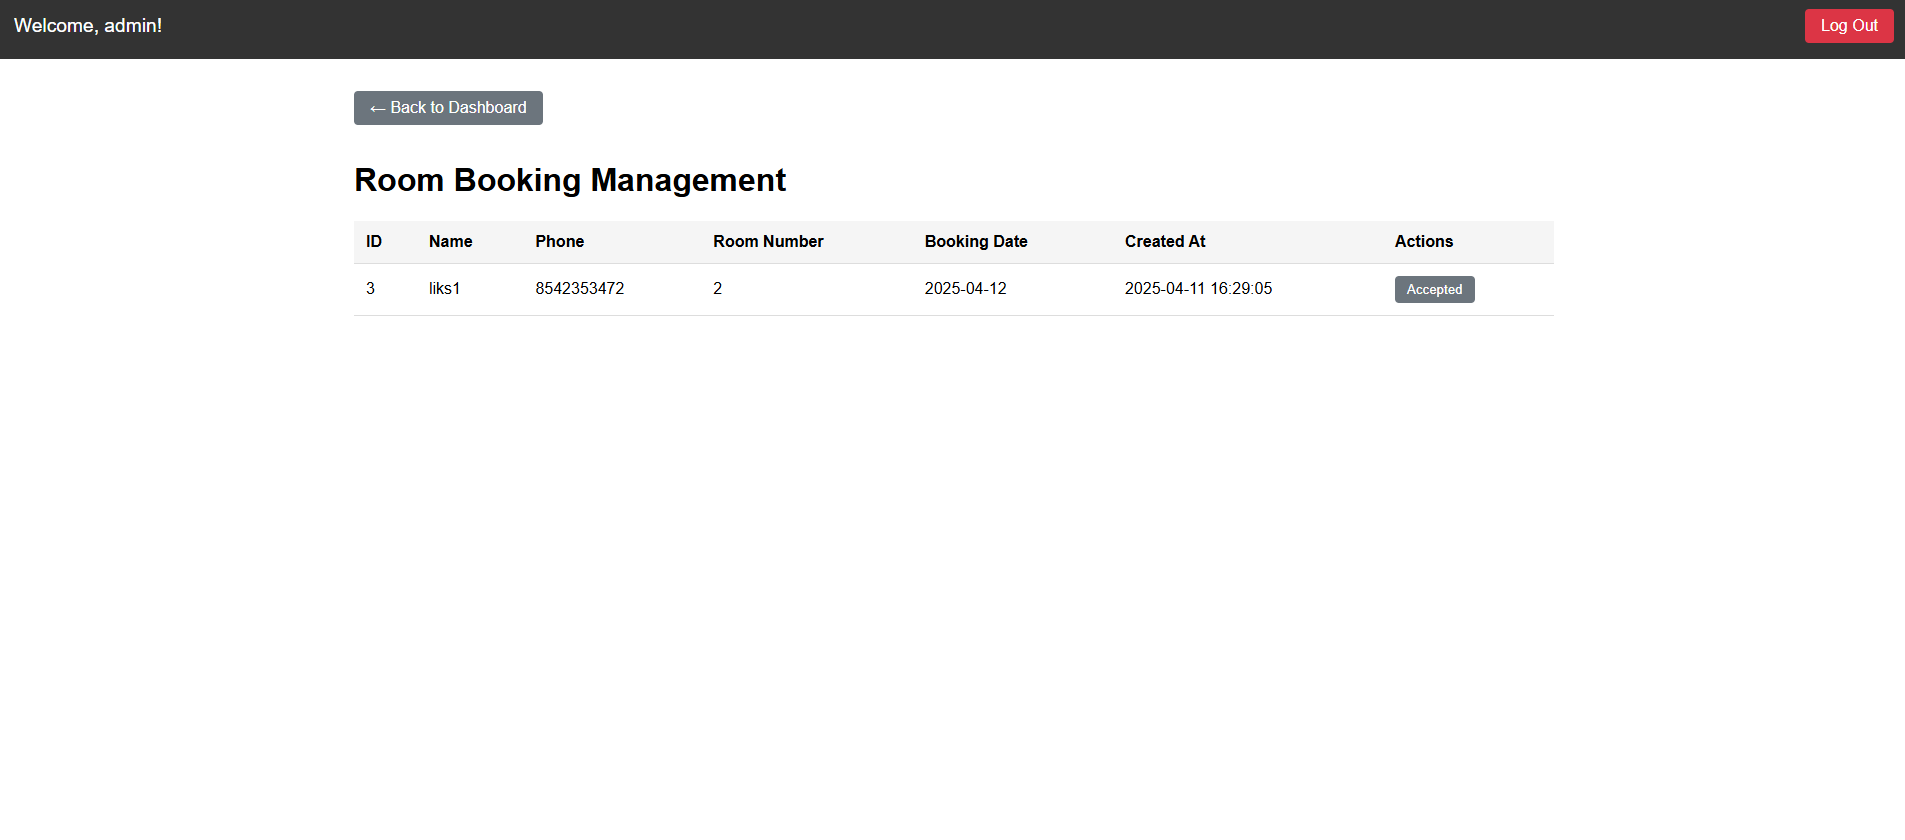 Welcome, admin!
Log Out
← Back to Dashboard
Room Booking Management
ID Name Phone Room Number Booking Date Created At Actions
3 liks1 8542353472 2 2025-04-12 2025-04-11 16:29:05 Accepted